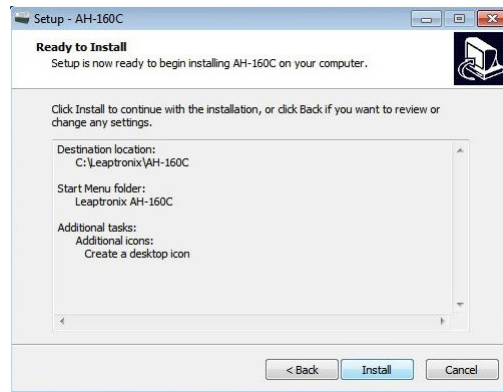 Setup - AH-160C
Ready to Install
Setup is now ready to begin installing AH-160C on your computer.
Click Install to continue with the installation, or click Back if you want to review or
change any settings.
Destination location:
C:\Leaptronix\AH-160C
Start Menu folder:
Leaptronix AH-160C
Additional tasks:
Additional icons:
Create a desktop icon
< Back Install Cancel